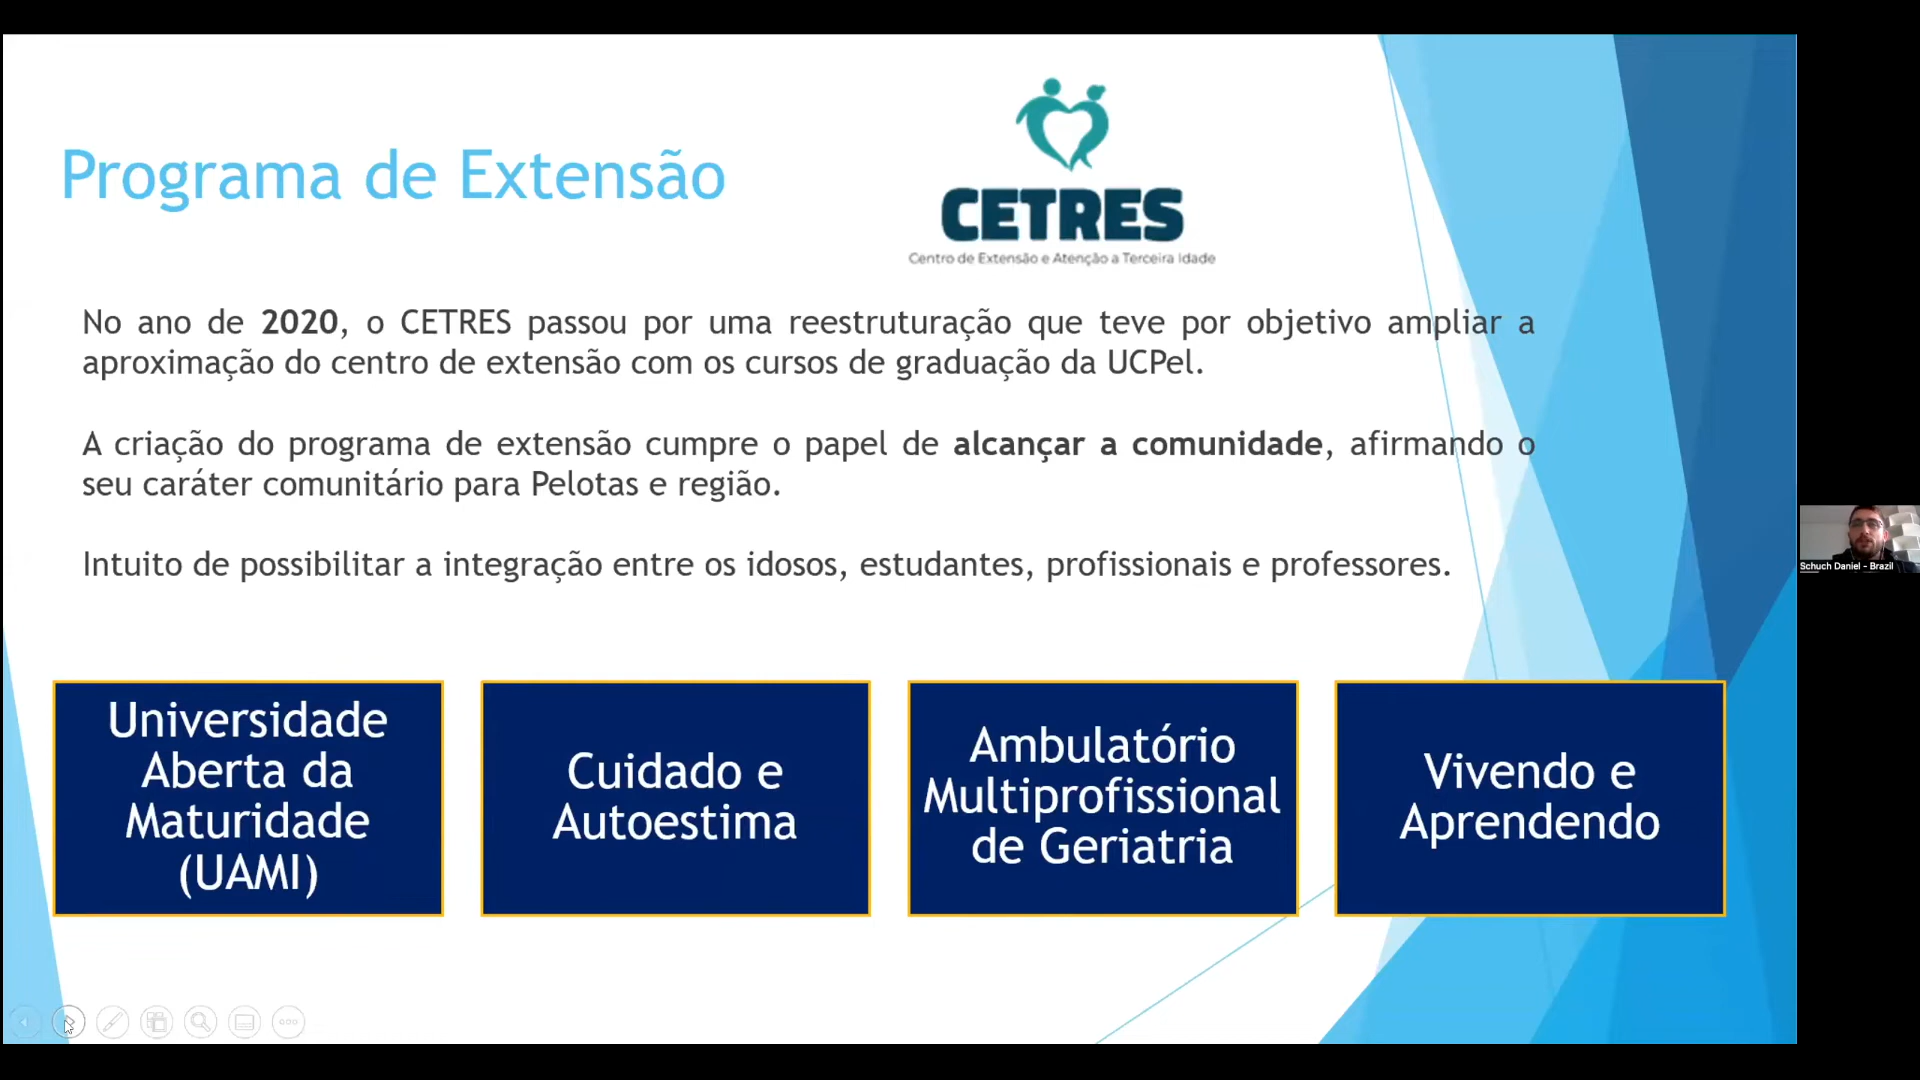 Programa de Extensão
CETRES
Centro de Extensão e Atenção a Terceira Idade
No ano de 2020, o CETRES passou por uma reestruturação que teve por objetivo ampliar a
aproximação do centro de extensão com os cursos de graduação da UCPel.
A criação do programa de extensão cumpre o papel de alcançar a comunidade, afirmando o
seu caráter comunitário para Pelotas e região.
Intuito de possibilitar a integração entre os idosos, estudantes, profissionais e professores.
Universidade
Aberta da
Maturidade
(UAMI)
Cuidado e
Autoestima
Ambulatório
Multiprofissional
de Geriatria
Vivendo e
Aprendendo
Schuch Daniel - Brazil